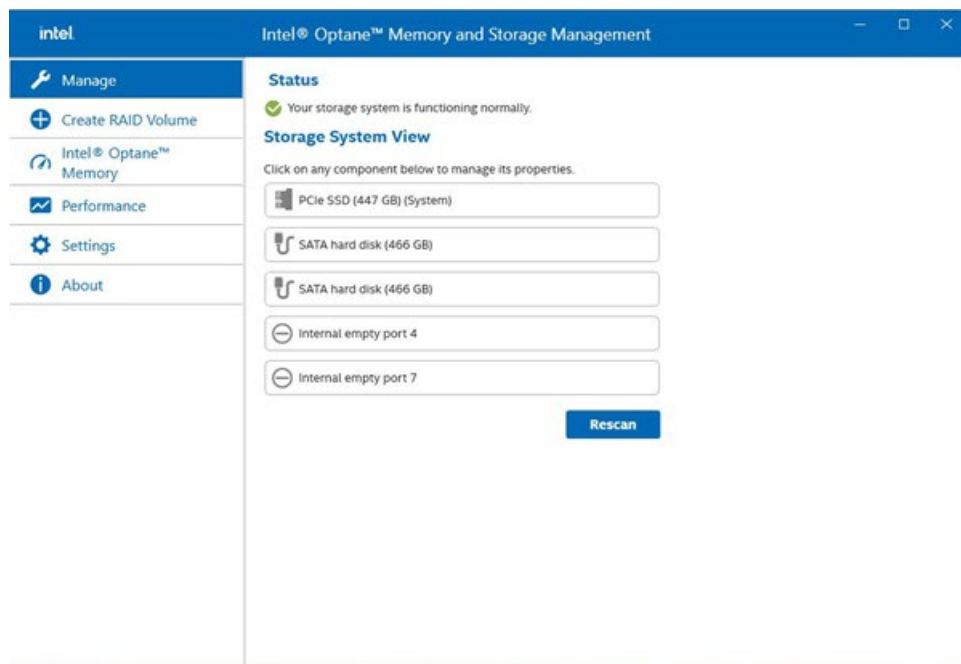 intel.
Intel® Optane™ Memory and Storage Management
Manage
Create RAID Volume
Intel® Optane™
Memory
Performance
Settings
About
Status
Your storage system is functioning normally.
Storage System View
Click on any component below to manage its properties.
PCIe SSD (447 GB) (System)
SATA hard disk (466 GB)
SATA hard disk (466 GB)
Internal empty port 4
Internal empty port 7
Rescan